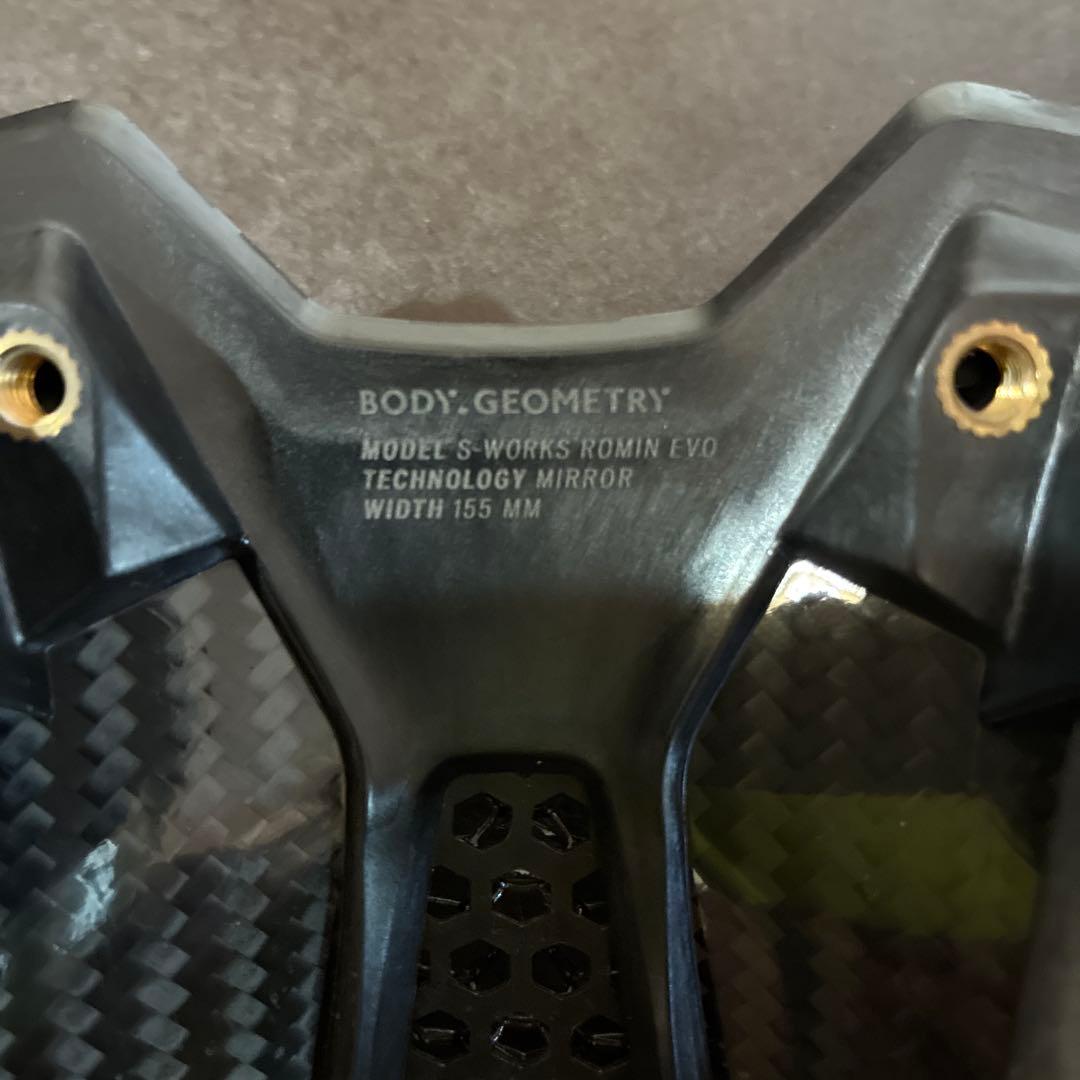 BODY.GEOMETRY
MODEL S-WORKS ROMIN EVO
TECHNOLOGY MIRROR
WIDTH 155 MM